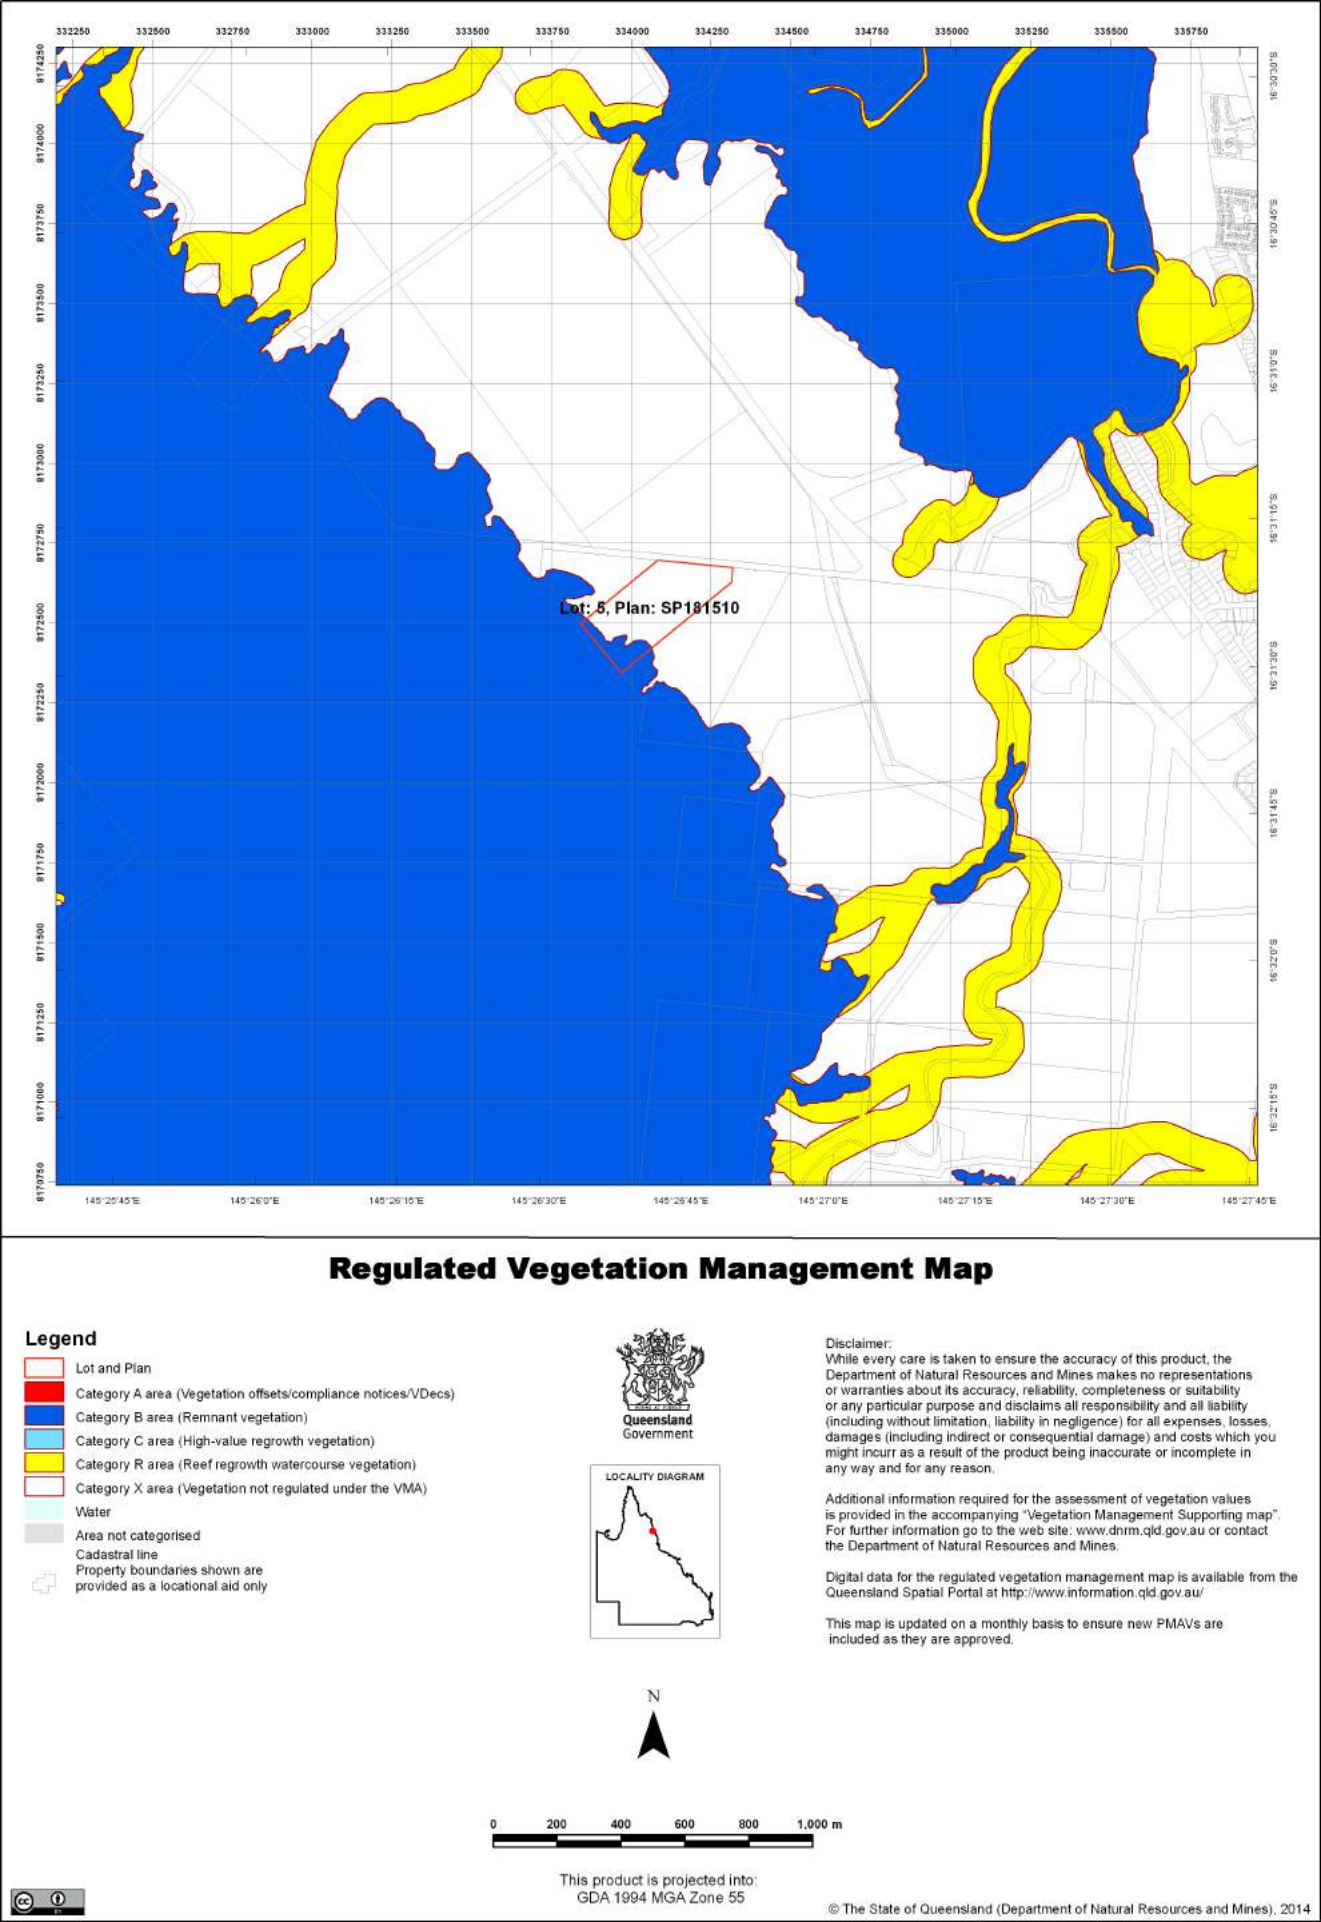 332250 332500 332750 333000 333250 333500 333750 334000 334250 334500 334750 335000 335250 335500 335750
8174250
8174000
8173750
8173500
8173250
8173000
8172750
8172500
8172250
8172000
8171750
8171500
8171250
8171000
8170750
16°30'30"S
16°30'45"S
16°31'0"S
16°31'15"S
16°31'30"S
16°31'45"S
16°32'0"S
16°32'15"S
Lot: 5, Plan: SP181510
145°25'45"E 145°26'0"E 145°26'15"E 145°26'30"E 145°26'45"E 145°27'0"E 145°27'15"E 145°27'30"E 145°27'45"E
Regulated Vegetation Management Map
Legend
Lot and Plan
Category A area (Vegetation offsets/compliance notices/VDecs)
Category B area (Remnant vegetation)
Category C area (High-value regrowth vegetation)
Category R area (Reef regrowth watercourse vegetation)
Category X area (Vegetation not regulated under the VMA)
Water
Area not categorised
Cadastral line
Property boundaries shown are
provided as a locational aid only
Queensland
Government
LOCALITY DIAGRAM
Disclaimer:
While every care is taken to ensure the accuracy of this product, the
Department of Natural Resources and Mines makes no representations
or warranties about its accuracy, reliability, completeness or suitability
or any particular purpose and disclaims all responsibility and all liability
(including without limitation, liability in negligence) for all expenses, losses,
damages (including indirect or consequential damage) and costs which you
might incurr as a result of the product being inaccurate or incomplete in
any way and for any reason.
Additional information required for the assessment of vegetation values
is provided in the accompanying "Vegetation Management Supporting map".
For further information go to the web site: www.dnrm.qld.gov.au or contact
the Department of Natural Resources and Mines.
Digital data for the regulated vegetation management map is available from the
Queensland Spatial Portal at http://www.information.qld.gov.au/
This map is updated on a monthly basis to ensure new PMAVs are
included as they are approved.
N
0 200 400 600 800 1,000 m
This product is projected into:
GDA 1994 MGA Zone 55
cc
BY
© The State of Queensland (Department of Natural Resources and Mines), 2014